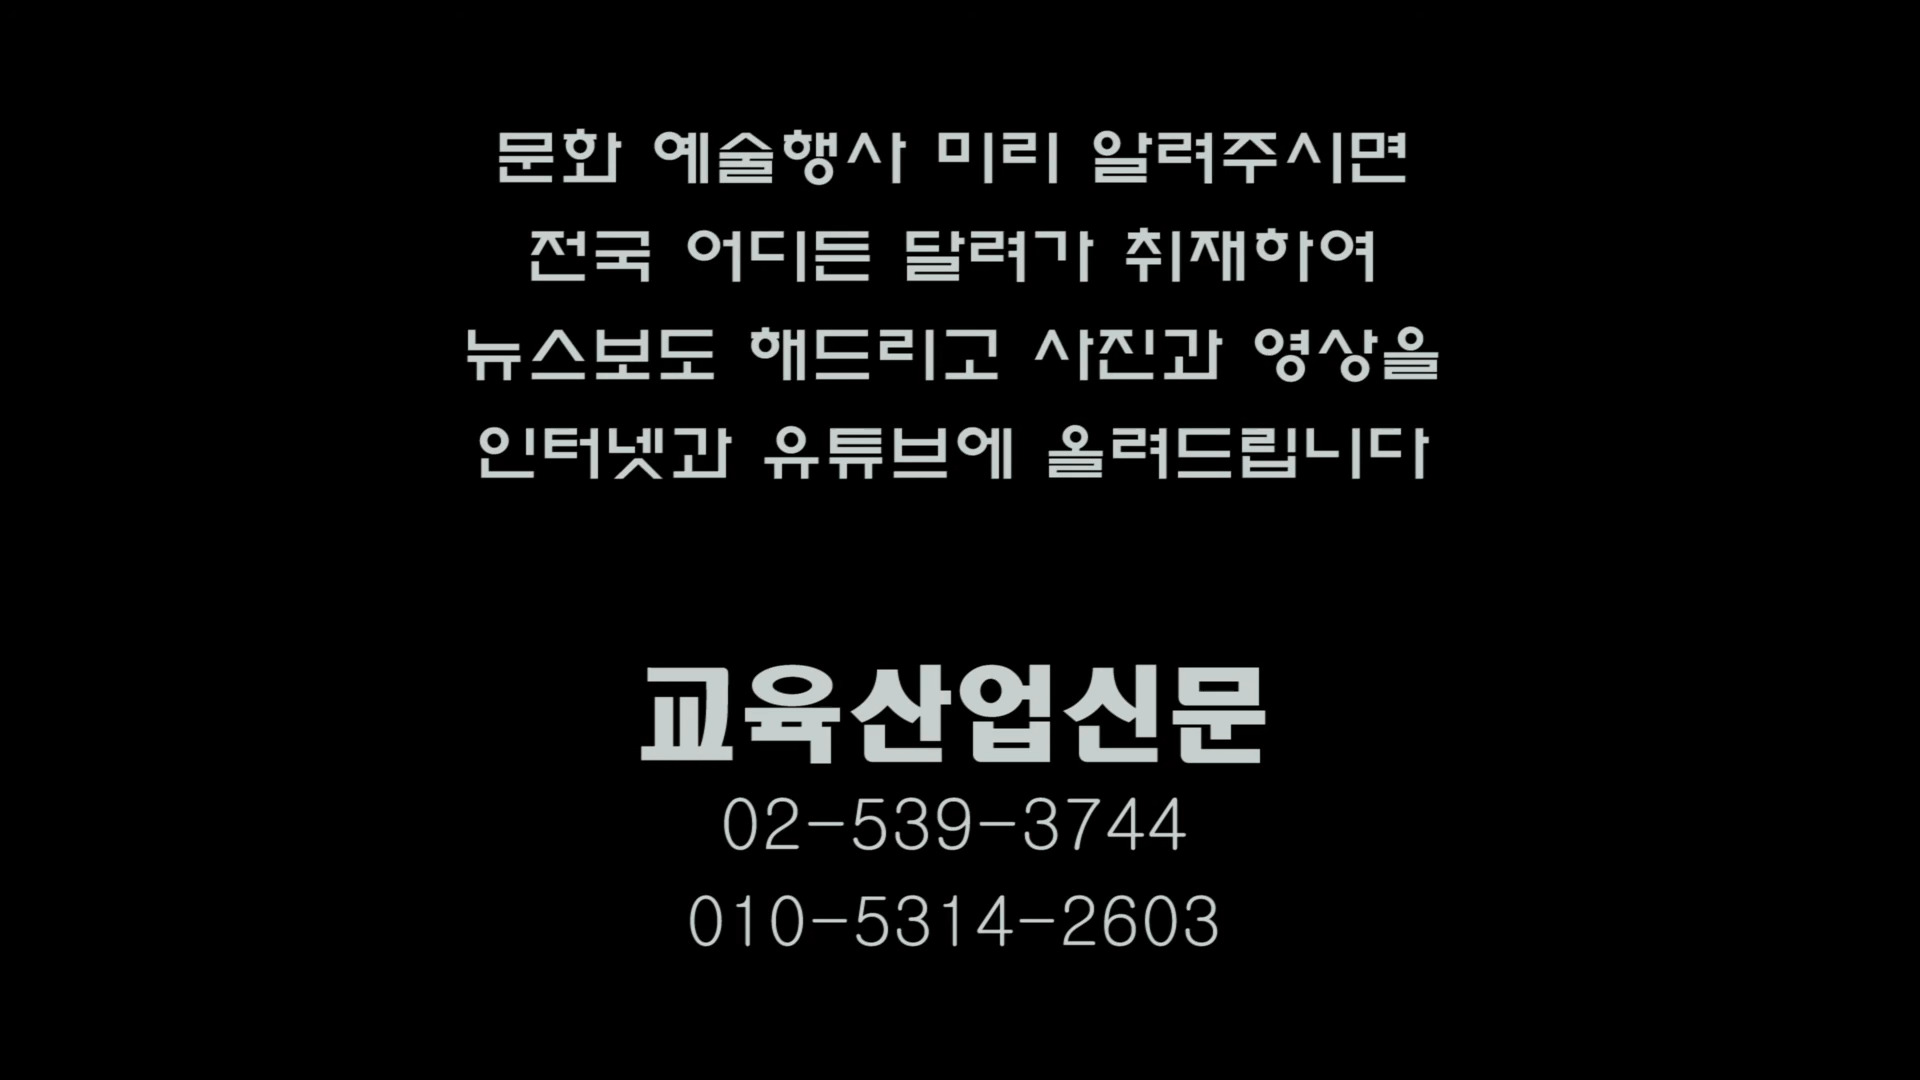 문화 예술행사 미리 알려주시면
전국 어디든 달려가 취재하여
뉴스보도 해드리고 사진과 영상을
인터넷과 유튜브에 올려드립니다
교육산업신문
02-539-3744
010-5314-2603